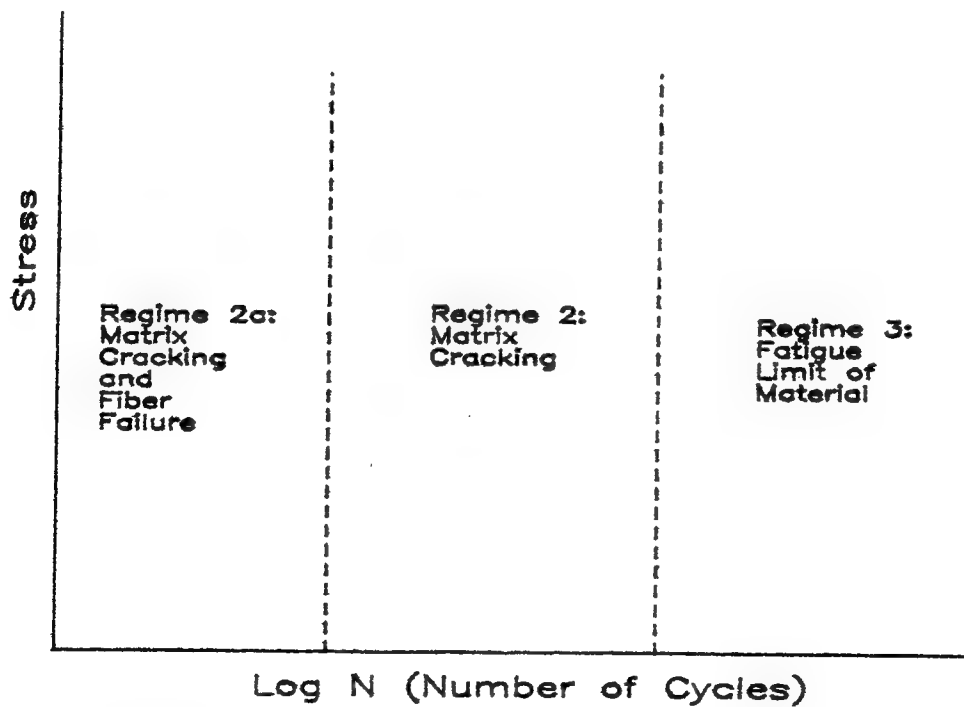 Stress
Regime 2a:
Matrix
Cracking
and
Fiber
Failure
Regime 2:
Matrix
Cracking
Regime 3:
Fatigue
Limit of
Material
Log N (Number of Cycles)